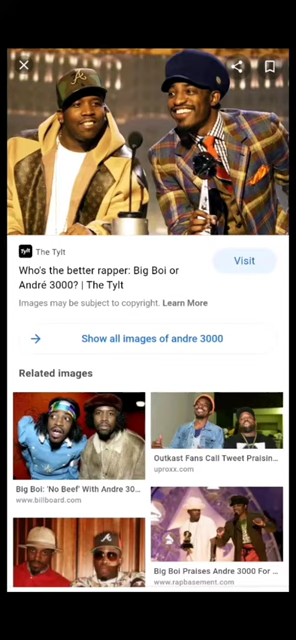 Tylt The Tylt
Who's the better rapper: Big Boi or
André 3000? | The Tylt
Visit
Images may be subject to copyright. Learn More
Show all images of andre 3000
Related images
Big Boi: 'No Beef' With Andre 30...
www.billboard.com
Outkast Fans Call Tweet Praisin...
uproxx.com
Big Boi Praises Andre 3000 For ...
www.rapbasement.com